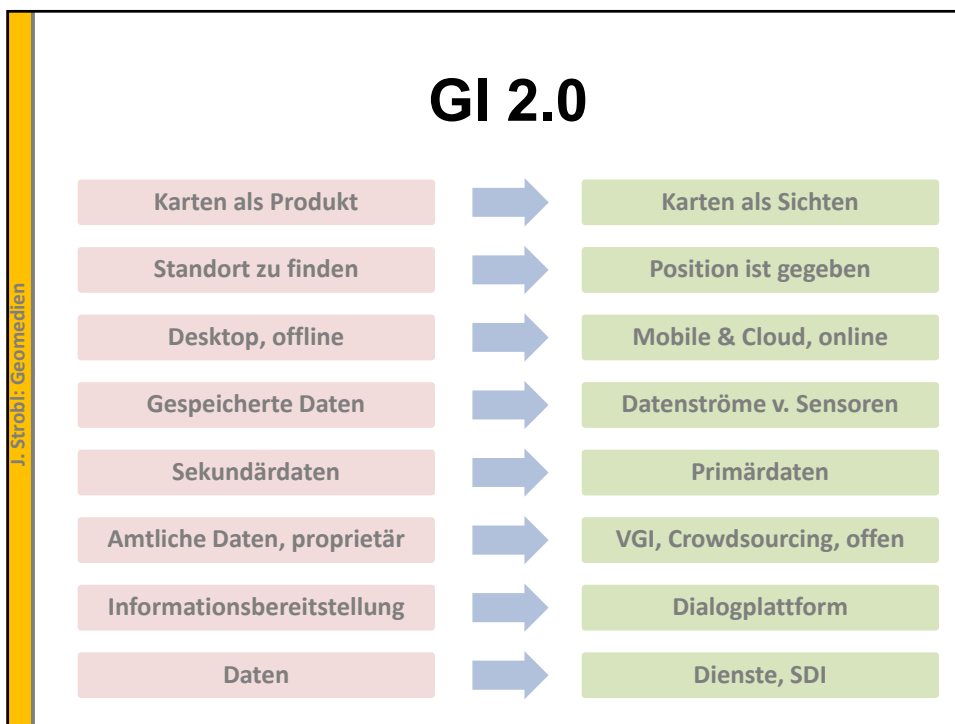 GI 2.0
Karten als Produkt
Karten als Sichten
Standort zu finden
Position ist gegeben
Desktop, offline
Mobile & Cloud, online
Gespeicherte Daten
Datenströme v. Sensoren
Sekundärdaten
Primärdaten
Amtliche Daten, proprietär
VGI, Crowdsourcing, offen
Informationsbereitstellung
Dialogplattform
Daten
Dienste, SDI
J. Strobl: Geomedien